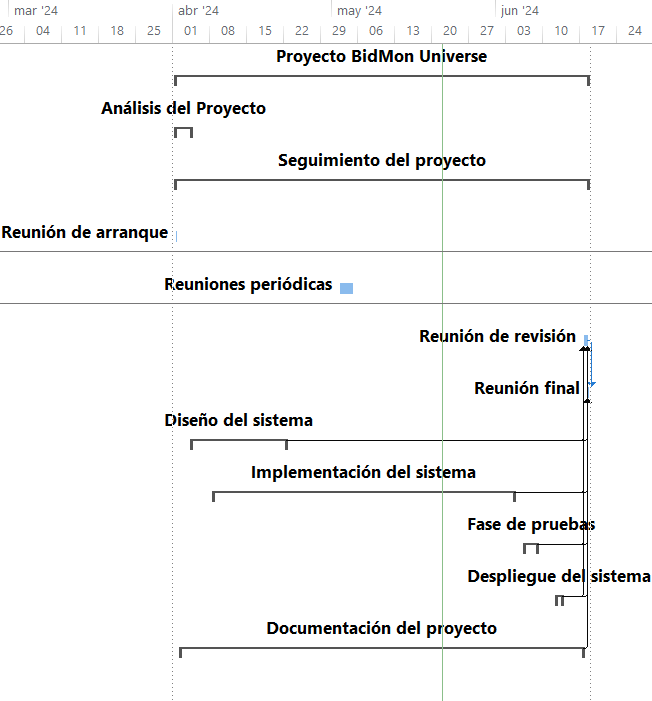 mar '24 abr '24 may '24 jun '24
26 04 11 18 25 01 08 15 22 29 06 13 20 27 03 10 17 24
Proyecto BidMon Universe
Análisis del Proyecto
Seguimiento del proyecto
Reunión de arranque
Reuniones periódicas
Reunión de revisión
Reunión final
Diseño del sistema
Implementación del sistema
Fase de pruebas
Despliegue del sistema
Documentación del proyecto